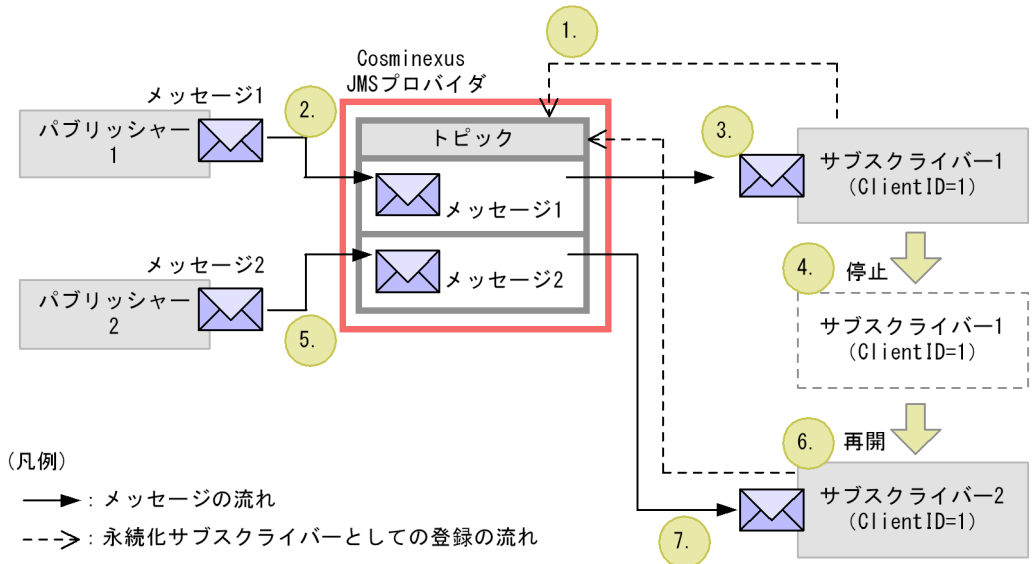 1.
Cosminexus
JMSプロバイダ
メッセージ1
2.
パブリッシャー
1
トピック
メッセージ1
3.
サブスクライバー1
(ClientID=1)
メッセージ2
パブリッシャー
2
メッセージ2
5.
4.
停止
サブスクライバー1
(ClientID=1)
6.
再開
サブスクライバー2
(ClientID=1)
7.
(凡例)
：メッセージの流れ
：永続化サブスクライバーとしての登録の流れ